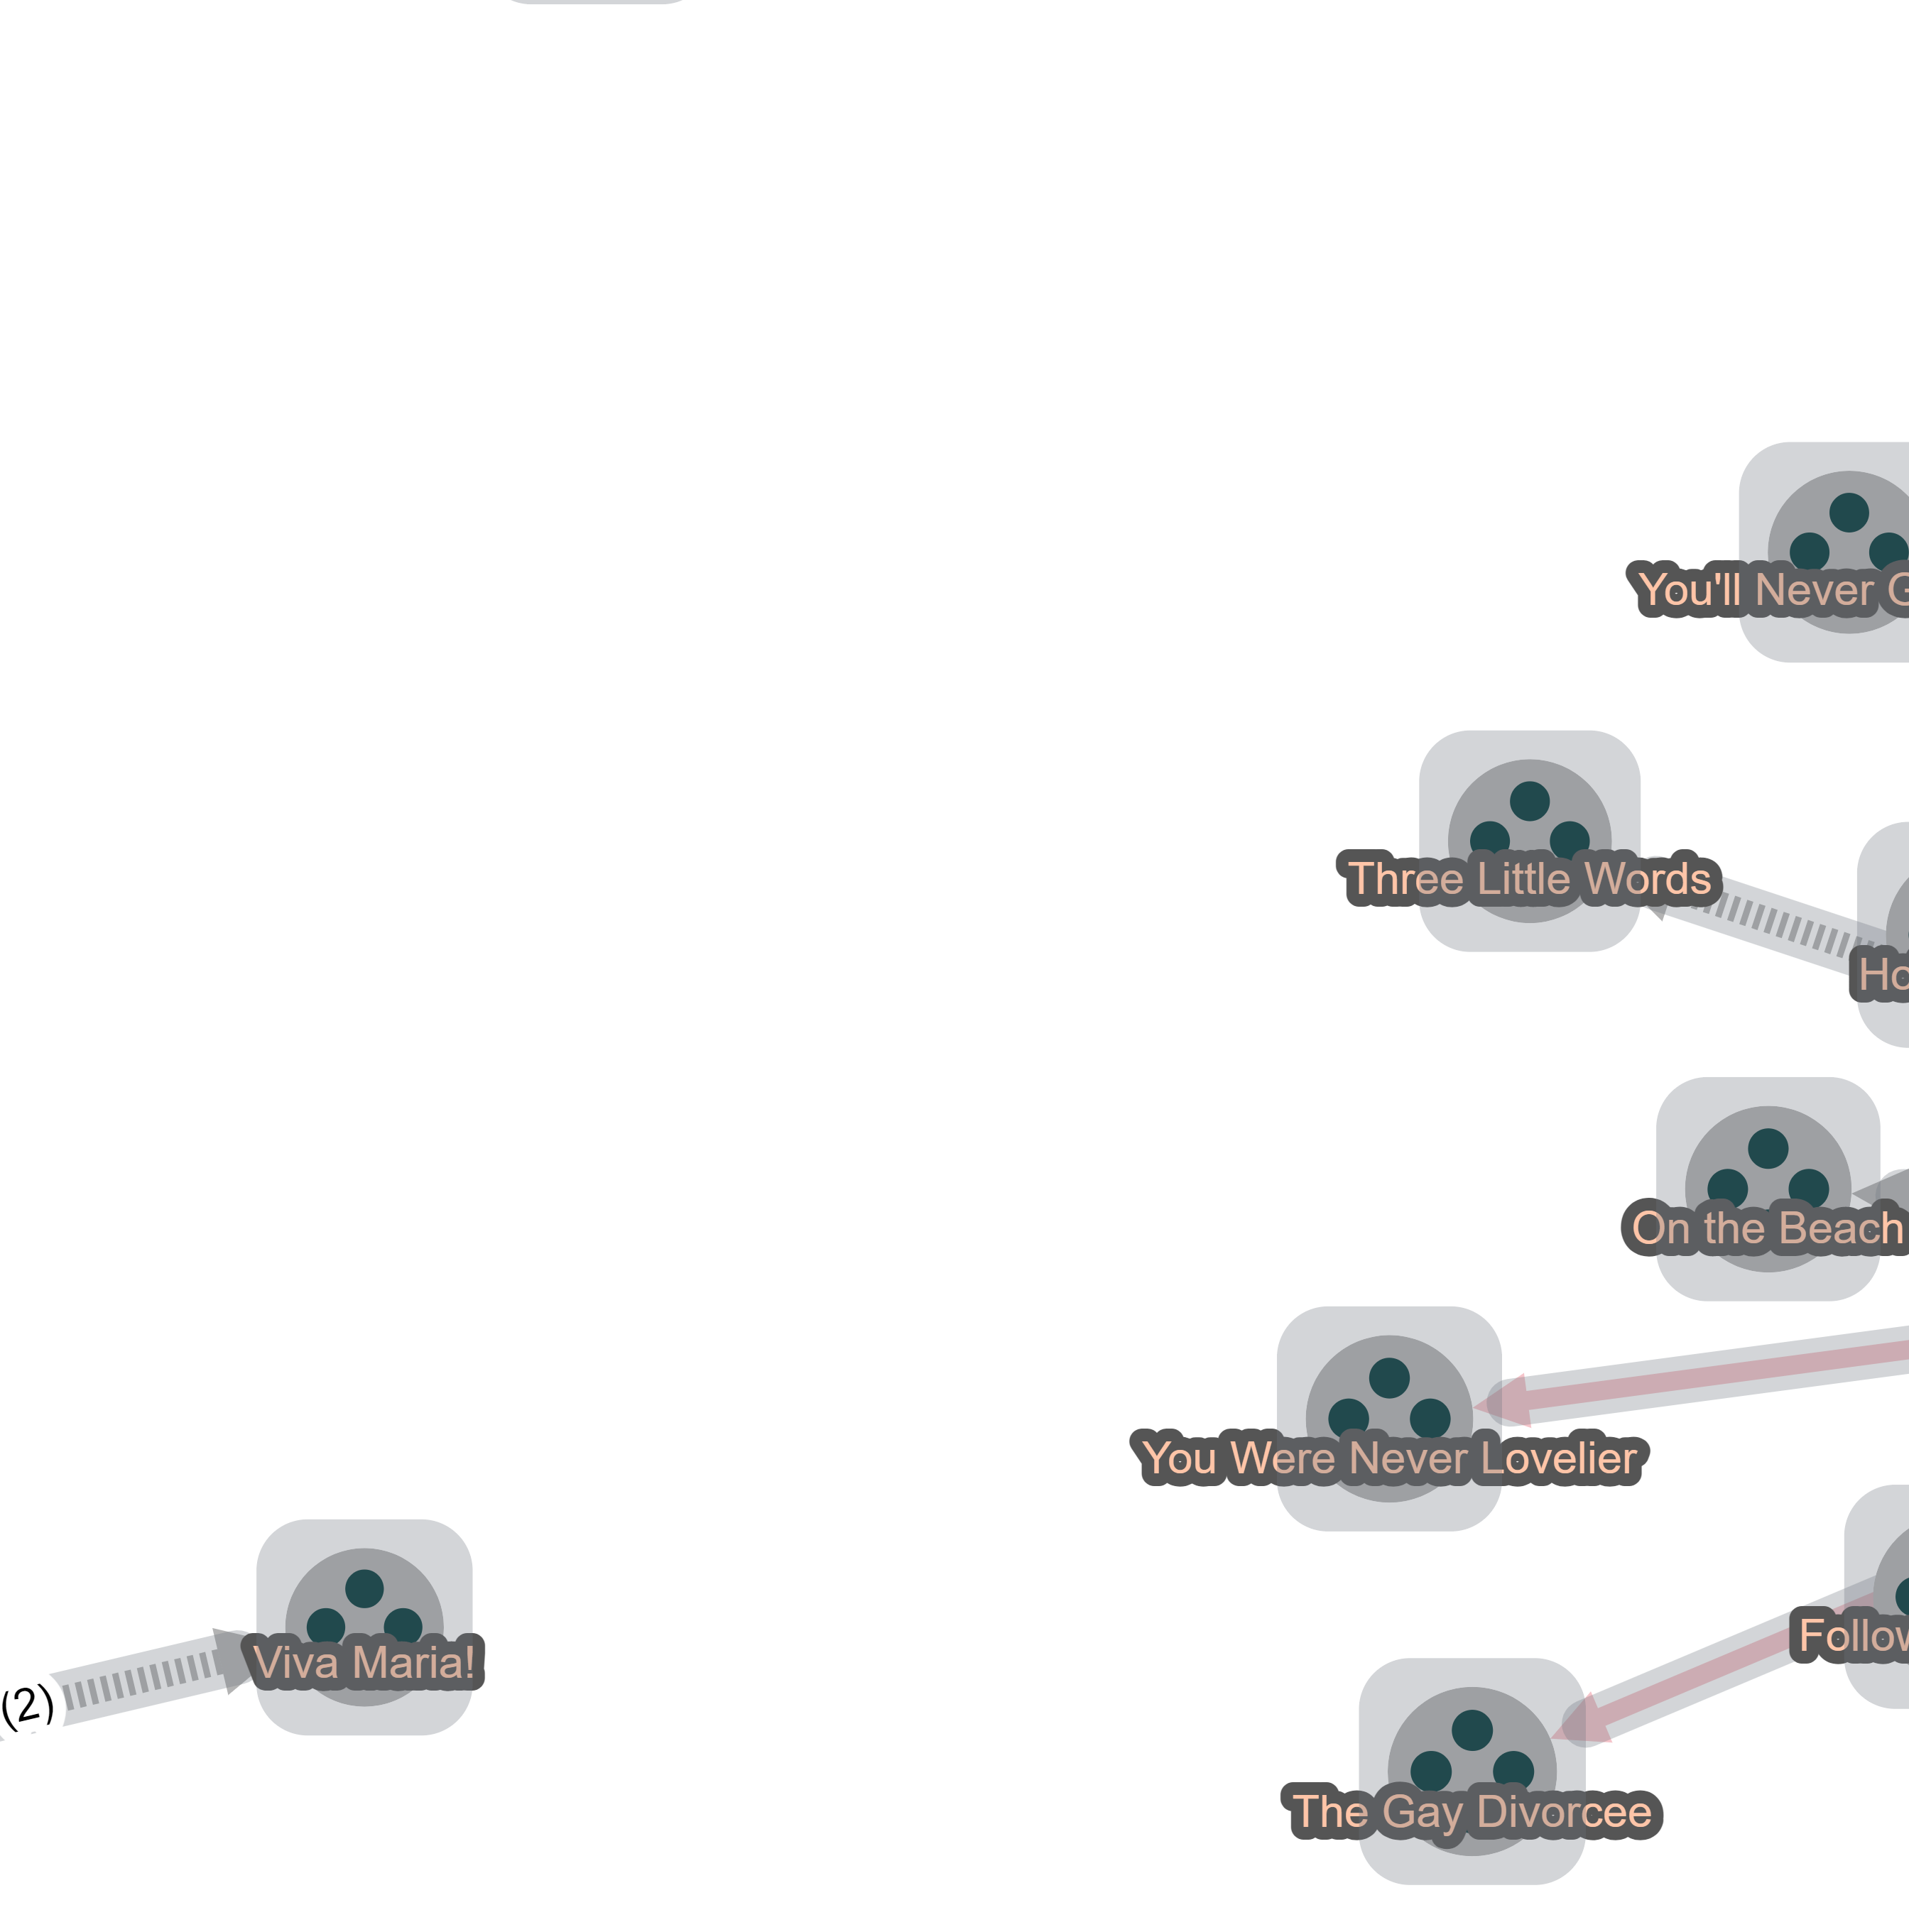 You'll Never G
Three Little Words
Ho
On the Beach
You Were Never Lovelier
Follow
Viva Maria!
(2)
The Gay Divorcee